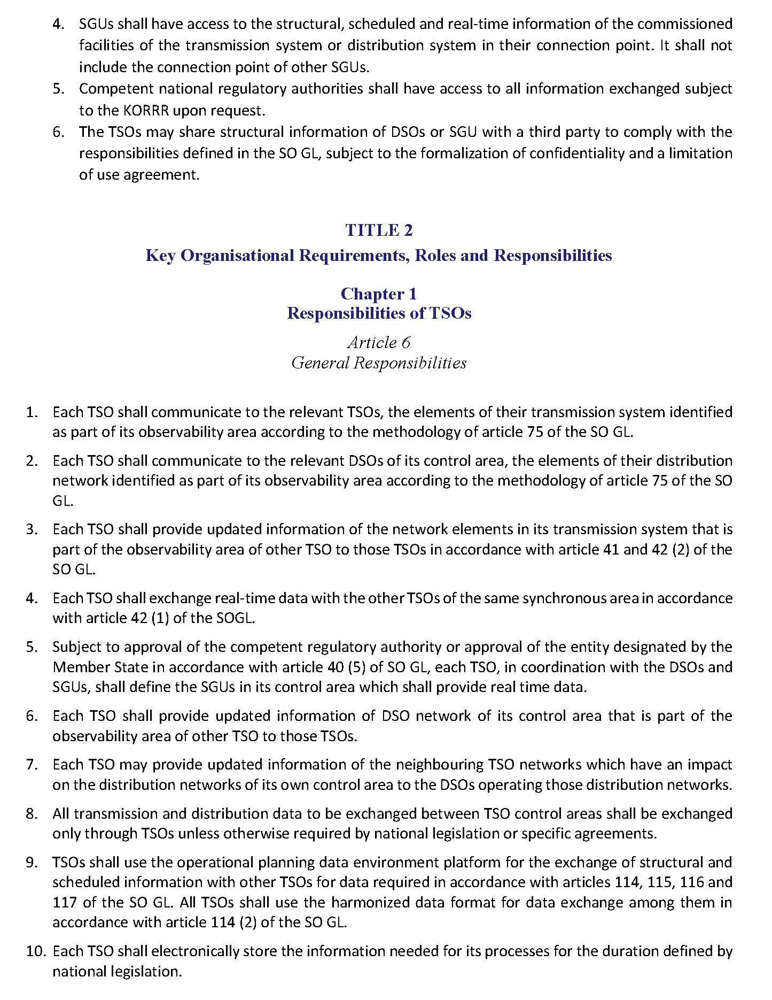 4. SGUs shall have access to the structural, scheduled and real-time information of the commissioned
facilities of the transmission system or distribution system in their connection point. It shall not
include the connection point of other SGUs.
5. Competent national regulatory authorities shall have access to all information exchanged subject
to the KORRR upon request.
6. The TSOs may share structural information of DSOs or SGU with a third party to comply with the
responsibilities defined in the SO GL, subject to the formalization of confidentiality and a limitation
of use agreement.
TITLE 2
Key Organisational Requirements, Roles and Responsibilities
Chapter 1
Responsibilities of TSOs
Article 6
General Responsibilities
1. Each TSO shall communicate to the relevant TSOs, the elements of their transmission system identified
as part of its observability area according to the methodology of article 75 of the SO GL.
2. Each TSO shall communicate to the relevant DSOs of its control area, the elements of their distribution
network identified as part of its observability area according to the methodology of article 75 of the SO
GL.
3. Each TSO shall provide updated information of the network elements in its transmission system that is
part of the observability area of other TSO to those TSOs in accordance with article 41 and 42 (2) of the
SO GL.
4. Each TSO shall exchange real-time data with the other TSOs of the same synchronous area in accordance
with article 42 (1) of the SOGL.
5. Subject to approval of the competent regulatory authority or approval of the entity designated by the
Member State in accordance with article 40 (5) of SO GL, each TSO, in coordination with the DSOs and
SGUs, shall define the SGUs in its control area which shall provide real time data.
6. Each TSO shall provide updated information of DSO network of its control area that is part of the
observability area of other TSO to those TSOs.
7. Each TSO may provide updated information of the neighbouring TSO networks which have an impact
on the distribution networks of its own control area to the DSOs operating those distribution networks.
8. All transmission and distribution data to be exchanged between TSO control areas shall be exchanged
only through TSOs unless otherwise required by national legislation or specific agreements.
9. TSOs shall use the operational planning data environment platform for the exchange of structural and
scheduled information with other TSOs for data required in accordance with articles 114, 115, 116 and
117 of the SO GL. All TSOs shall use the harmonized data format for data exchange among them in
accordance with article 114 (2) of the SO GL.
10. Each TSO shall electronically store the information needed for its processes for the duration defined by
national legislation.